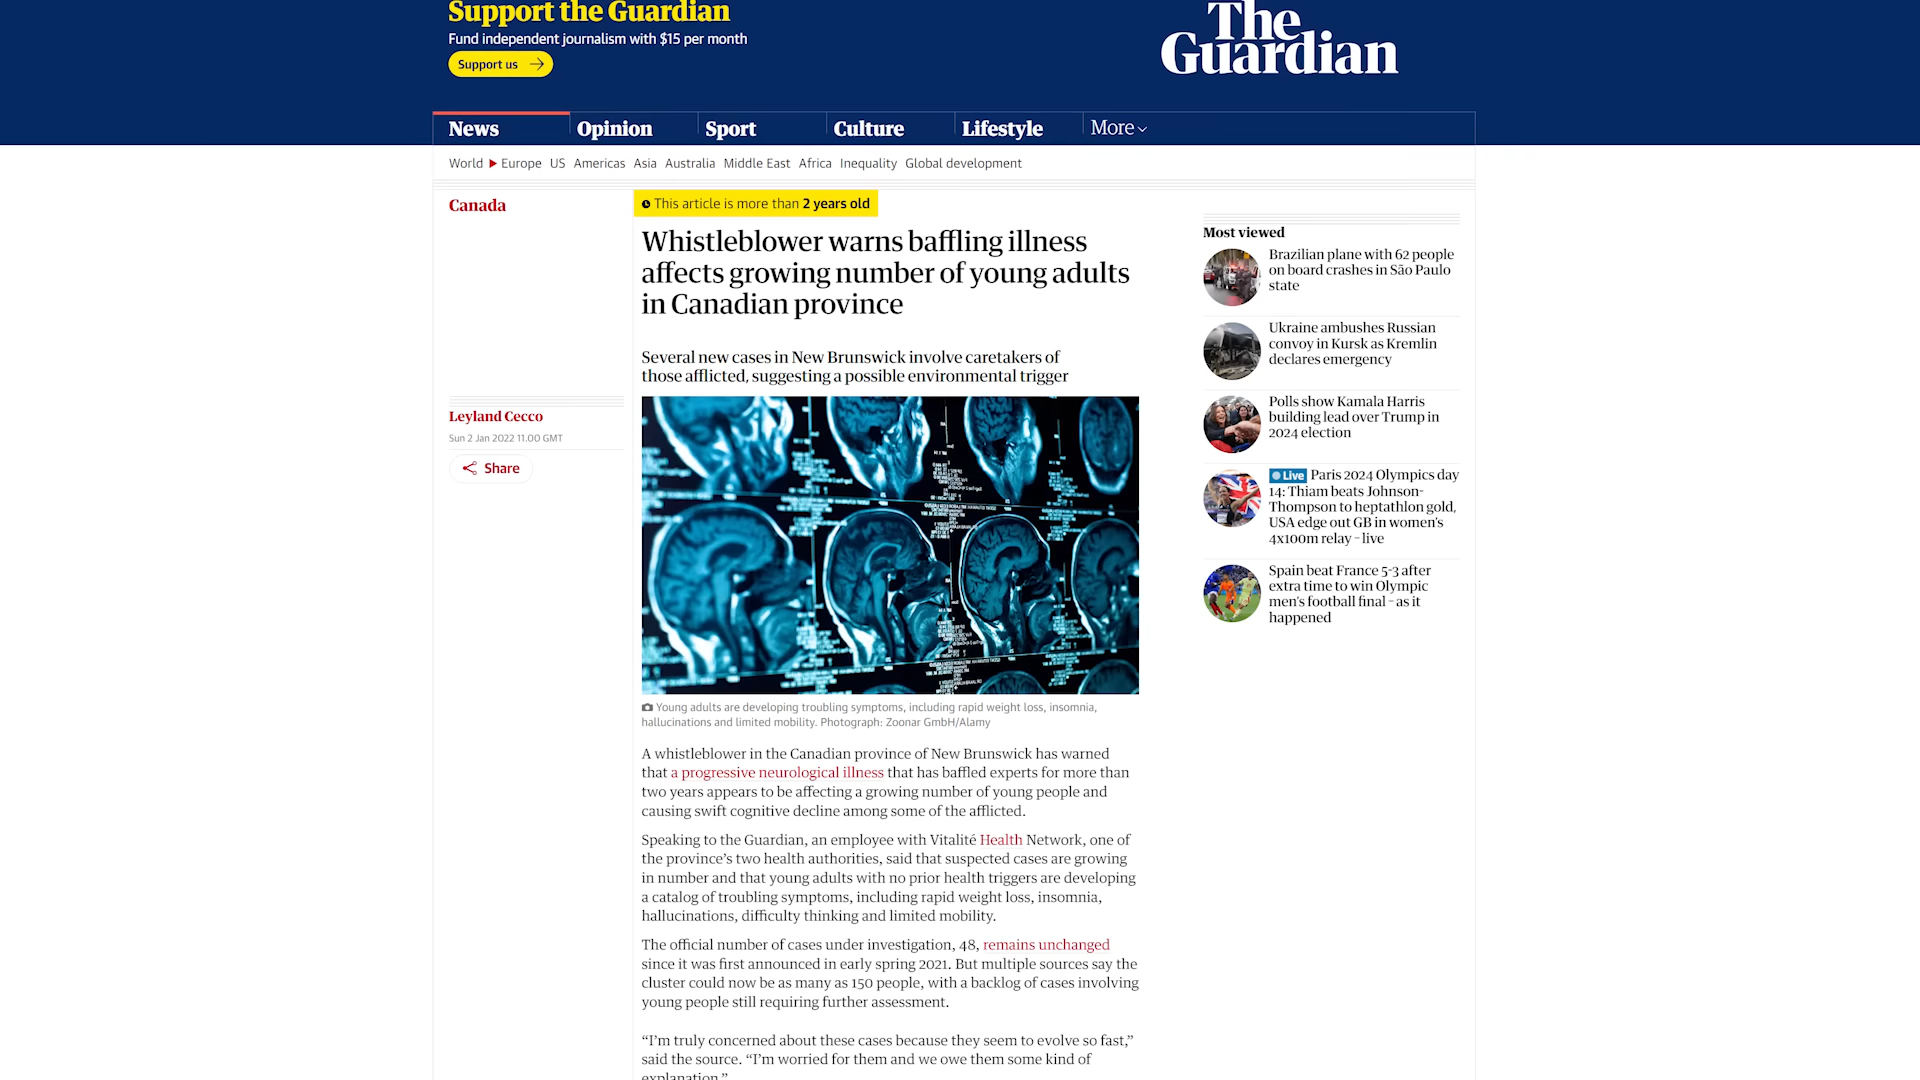 Support the Guardian
Fund independent journalism with $15 per month
Support us
The
Guardian
News
Opinion
Sport
Culture
Lifestyle
More
World
Europe
US
Americas
Asia
Australia
Middle East
Africa
Inequality
Global development
Canada
This article is more than 2 years old
Whistleblower warns baffling illness
affects growing number of young adults
in Canadian province
Several new cases in New Brunswick involve caretakers of
those afflicted, suggesting a possible environmental trigger
Leyland Cecco
Sun 2 Jan 2022 11.00 GMT
Share
Young adults are developing troubling symptoms, including rapid weight loss, insomnia,
hallucinations and limited mobility. Photograph: Zoonar GmbH/Alamy
A whistleblower in the Canadian province of New Brunswick has warned
that a progressive neurological illness that has baffled experts for more than
two years appears to be affecting a growing number of young people and
causing swift cognitive decline among some of the afflicted.
Speaking to the Guardian, an employee with Vitalité Health Network, one of
the province's two health authorities, said that suspected cases are growing
in number and that young adults with no prior health triggers are developing
a catalog of troubling symptoms, including rapid weight loss, insomnia,
hallucinations, difficulty thinking and limited mobility.
The official number of cases under investigation, 48, remains unchanged
since it was first announced in early spring 2021. But multiple sources say the
cluster could now be as many as 150 people, with a backlog of cases involving
young people still requiring further assessment.
“I'm truly concerned about these cases because they seem to evolve so fast,”
said the source. “I'm worried for them and we owe them some kind of
explanation.”
Most viewed
Brazilian plane with 62 people
on board crashes in São Paulo
state
Ukraine ambushes Russian
convoy in Kursk as Kremlin
declares emergency
Polls show Kamala Harris
building lead over Trump in
2024 election
Live Paris 2024 Olympics day
14: Thiam beats Johnson-
Thompson to heptathlon gold,
USA edge out GB in women's
4x100m relay – live
Spain beat France 5-3 after
extra time to win Olympic
men's football final – as it
happened